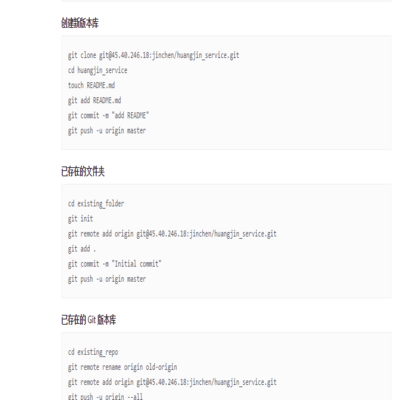 创建新版本库
git clone git@45.40.246.18:jinchen/huangjin_service.git
cd huangjin_service
touch README.md
git add README.md
git commit -m "add README"
git push -u origin master
已存在的文件夹
cd existing_folder
git init
git remote add origin git@45.40.246.18:jinchen/huangjin_service.git
git add .
git commit -m "Initial commit"
git push -u origin master
已存在的 Git 版本库
cd existing_repo
git remote rename origin old-origin
git remote add origin git@45.40.246.18:jinchen/huangjin_service.git
git push -u origin --all